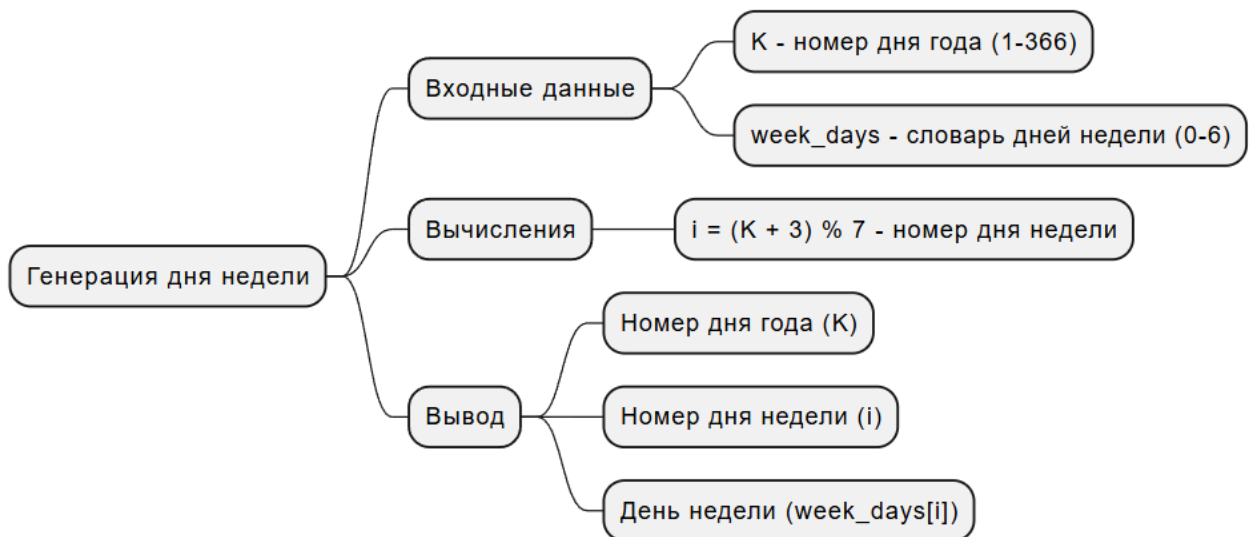 Генерация дня недели
Входные данные
K - номер дня года (1-366)
week_days - словарь дней недели (0-6)
Вычисления
i = (K + 3) % 7 - номер дня недели
Вывод
Номер дня года (K)
Номер дня недели (i)
День недели (week_days[i])